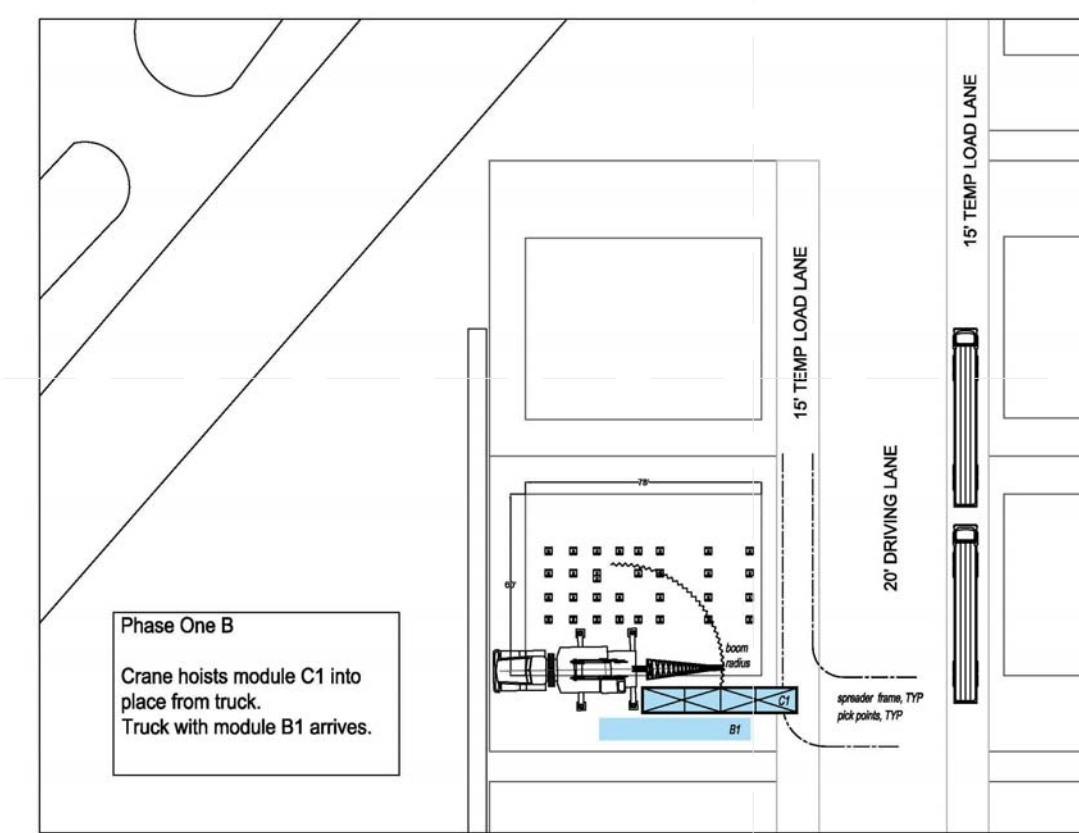 15' TEMP LOAD LANE
15' TEMP LOAD LANE
20' DRIVING LANE
78'
60'
boom
radius
C1
B1
spreader frame, TYP
pick points, TYP
Phase One B
Crane hoists module C1 into
place from truck.
Truck with module B1 arrives.